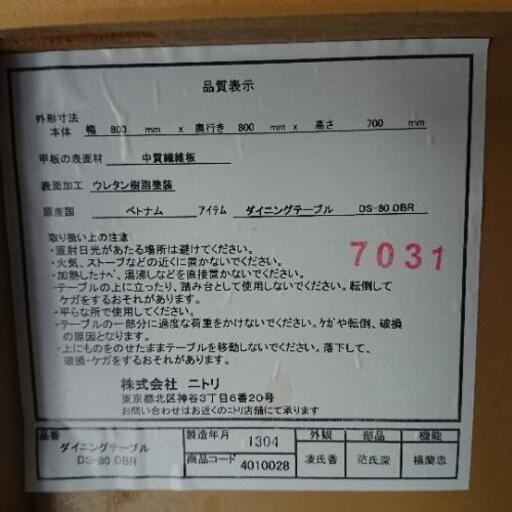 品質表示
外形寸法
本体 幅 800 mm x 奥行き 800 mm x 高さ 700 mm
甲板の表面材 中質繊維板
表面加工 ウレタン樹脂塗装
原産国 ベトナム アイテム ダイニングテーブル DS-80 DBR
取り扱い上の注意
・直射日光があたる場所は避けてください。
・火気、ストーブなどの近くに置かないでください。
・加熱したナベ、湯沸しなどを直接置かないでください。
・テーブルの上に立ったり、踏み台として使用しないでください。転倒して
ケガをするおそれがあります。
・平らな所で使用してください。
・テーブルの一部分に過度な荷重をかけないでください。ケガや転倒、破損
の原因となります。
・上にものをのせたままテーブルを移動しないでください。落下して、
破損・ケガをするおそれがあります。
7031
株式会社 ニトリ
東京都北区神谷3丁目6番20号
お問い合わせはお近くのニトリ店舗にて承ります
品番 ダイニングテーブル DS-80 DBR
製造年月 1304
商品コード 4010028
外観 部品 機能
凌氏香 范氏深 楊蘭忠